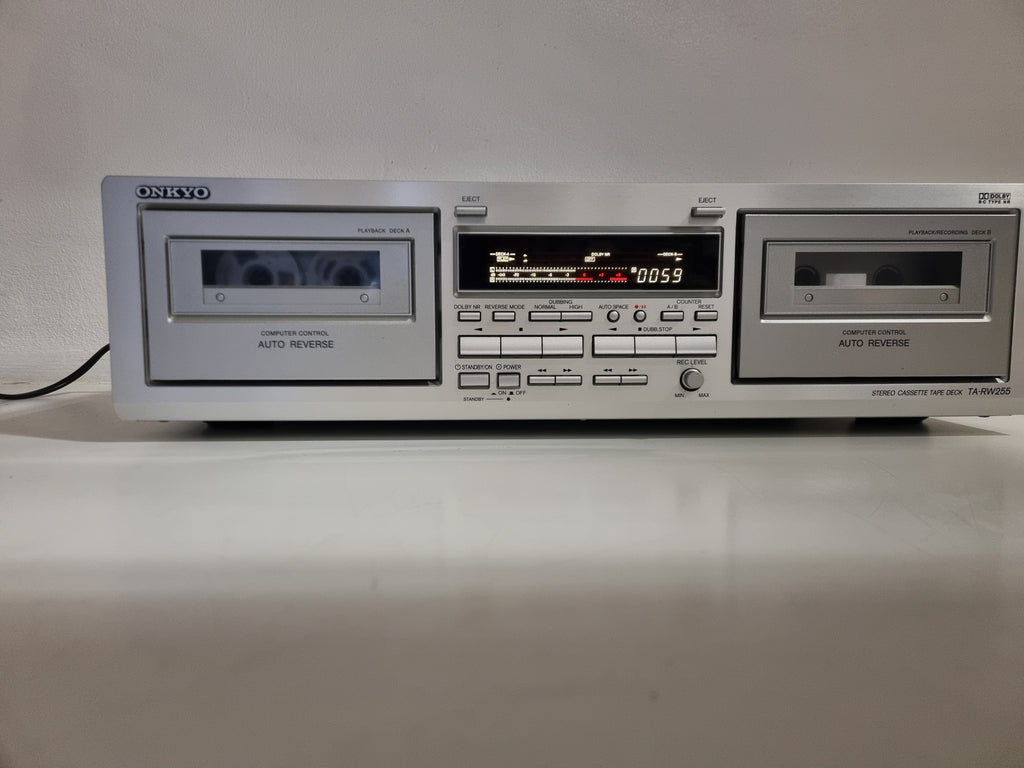 ONKYO
EJECT
EJECT
DOLBY
B·C TYPE NR
PLAYBACK DECK A
PLAYBACK/RECORDING DECK B
DOLBY NR
0059
DUBBING
COUNTER
DOLBY NR REVERSE MODE NORMAL HIGH AUTO SPACE A / B RESET
DUBB.STOP
COMPUTER CONTROL
AUTO REVERSE
COMPUTER CONTROL
AUTO REVERSE
STANDBY/ON POWER
REC LEVEL
ON OFF
MIN MAX
STANDBY
STEREO CASSETTE TAPE DECK TA-RW255